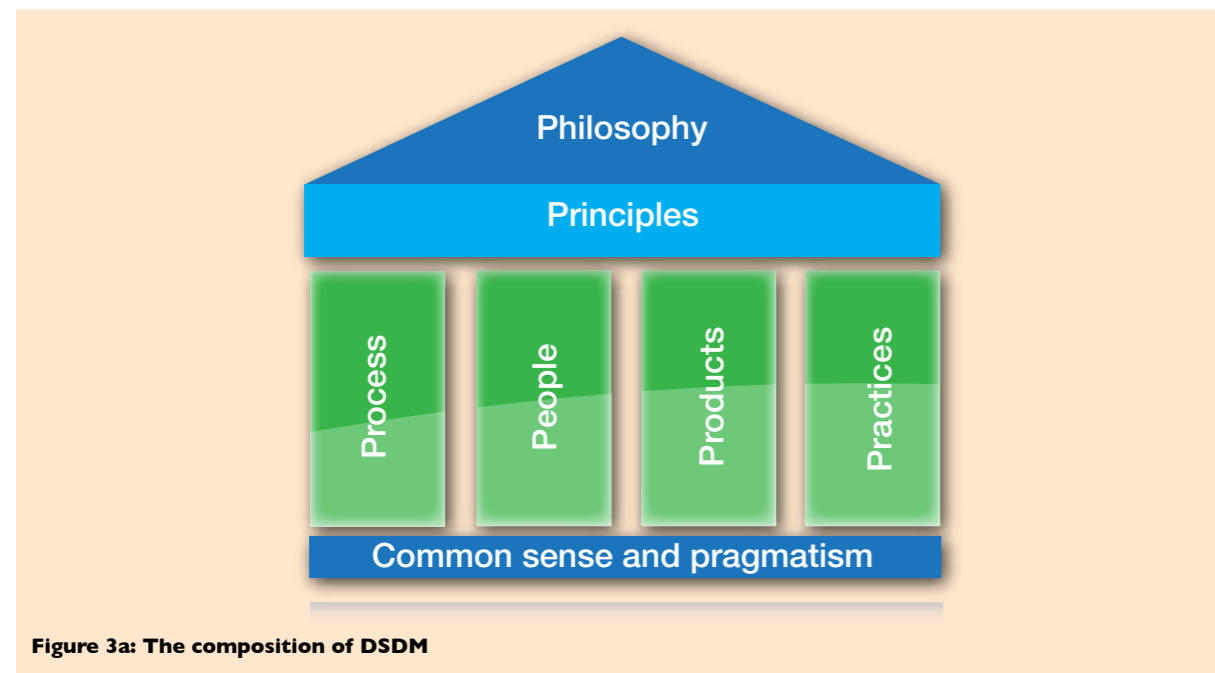 Philosophy
Principles
Process
People
Products
Practices
Common sense and pragmatism
Figure 3a: The composition of DSDM